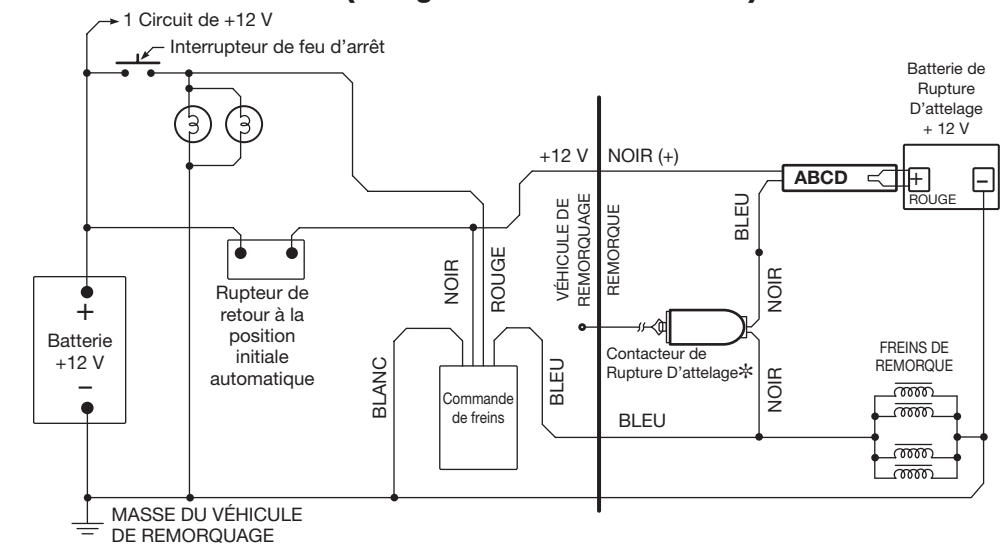 1 Circuit de +12 V
Interrupteur de feu d'arrêt
Batterie de
Rupture
D'attelage
+ 12 V
+12 V
NOIR (+)
ABCD
+
−
ROUGE
BLEU
VÉHICULE DE
REMORQUAGE
REMORQUE
NOIR
ROUGE
NOIR
+
Batterie
+12 V
−
Rupteur de
retour à la
position
initiale
automatique
Contacteur de
Rupture D'attelage*
FREINS DE
REMORQUE
BLANC
Commande
de freins
BLEU
NOIR
BLEU
MASSE DU VÉHICULE
DE REMORQUAGE